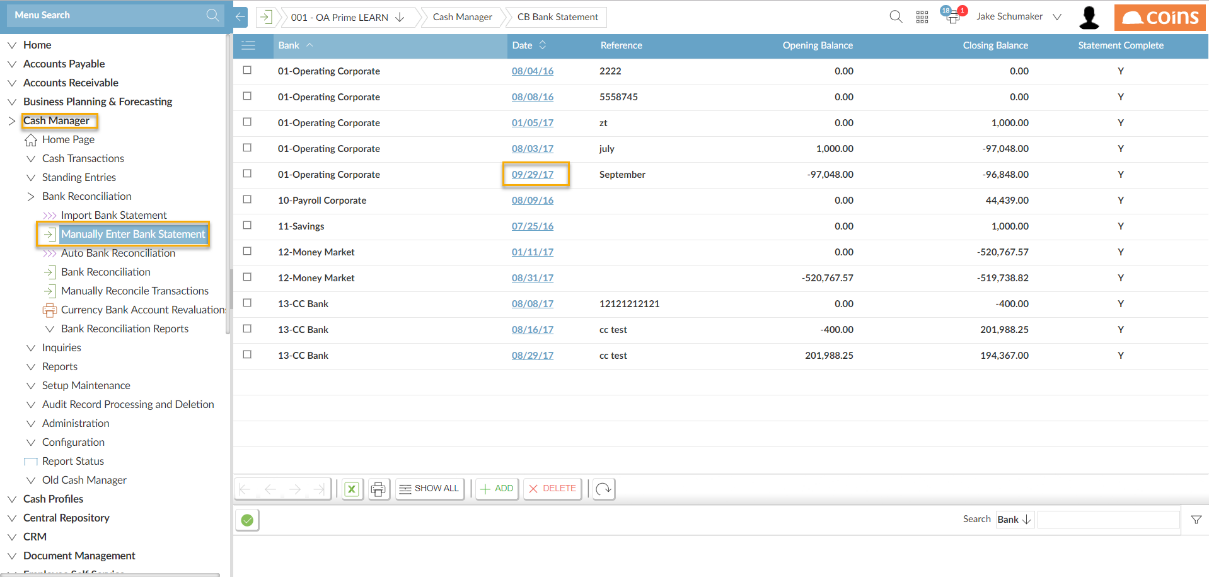 Menu Search
001 - OA Prime LEARN
Cash Manager
CB Bank Statement
18
1
Jake Schumaker
coins
Home
Accounts Payable
Accounts Receivable
Business Planning & Forecasting
Cash Manager
Home Page
Cash Transactions
Standing Entries
Bank Reconciliation
Import Bank Statement
Manually Enter Bank Statement
Auto Bank Reconciliation
Bank Reconciliation
Manually Reconcile Transactions
Currency Bank Account Revaluation
Bank Reconciliation Reports
Inquiries
Reports
Setup Maintenance
Audit Record Processing and Deletion
Administration
Configuration
Report Status
Old Cash Manager
Cash Profiles
Central Repository
CRM
Document Management
Bank Date Reference Opening Balance Closing Balance Statement Complete
01-Operating Corporate 08/04/16 2222 0.00 0.00 Y
01-Operating Corporate 08/08/16 5558745 0.00 0.00 Y
01-Operating Corporate 01/05/17 zt 0.00 1,000.00 Y
01-Operating Corporate 08/03/17 july 1,000.00 -97,048.00 Y
01-Operating Corporate 09/29/17 September -97,048.00 -96,848.00 Y
10-Payroll Corporate 08/09/16 0.00 44,439.00 Y
11-Savings 07/25/16 0.00 1,000.00 Y
12-Money Market 01/11/17 0.00 -520,767.57 Y
12-Money Market 08/31/17 -520,767.57 -519,738.82 Y
13-CC Bank 08/08/17 12121212121 0.00 -400.00 Y
13-CC Bank 08/16/17 cc test -400.00 201,988.25 Y
13-CC Bank 08/29/17 cc test 201,988.25 194,367.00 Y
SHOW ALL
ADD
DELETE
Search Bank